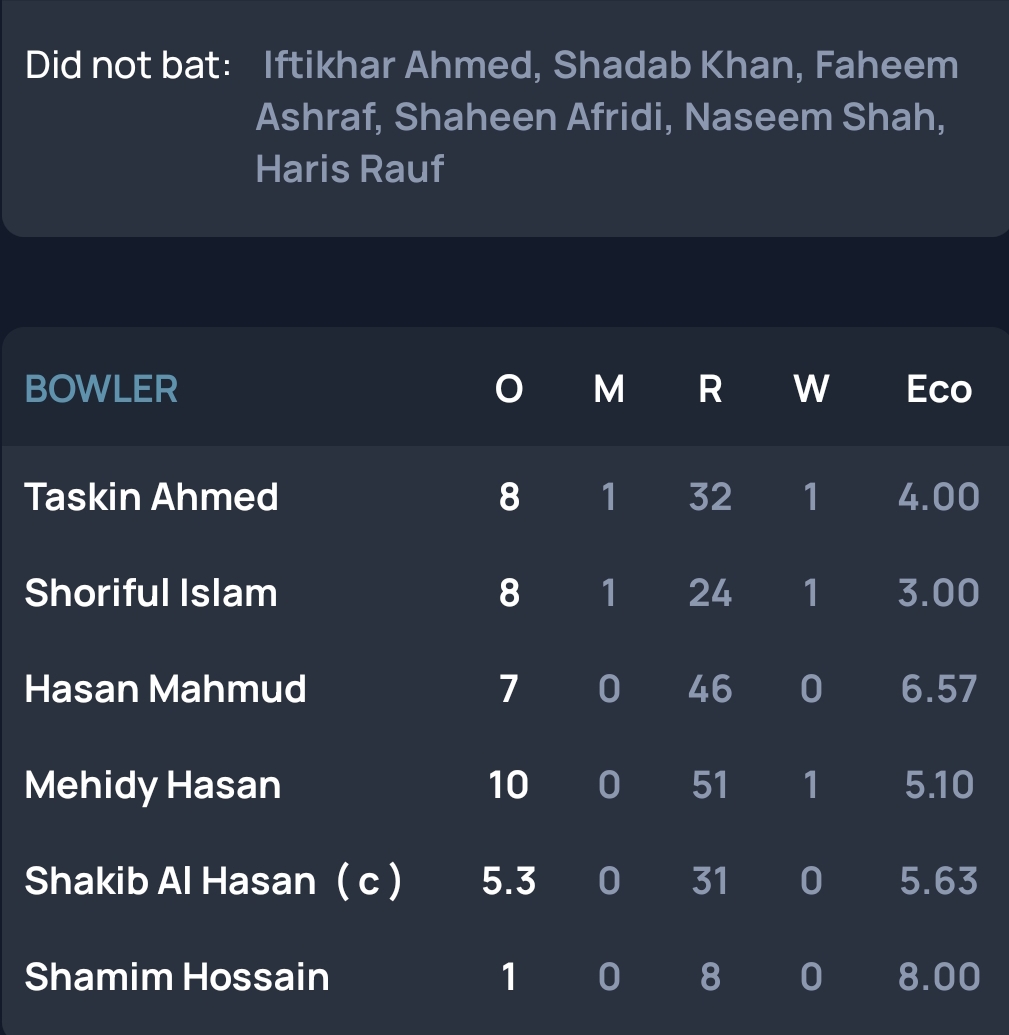 Did not bat: Iftikhar Ahmed, Shadab Khan, Faheem
Ashraf, Shaheen Afridi, Naseem Shah,
Haris Rauf
BOWLER O M R W Eco
Taskin Ahmed 8 1 32 1 4.00
Shoriful Islam 8 1 24 1 3.00
Hasan Mahmud 7 0 46 0 6.57
Mehidy Hasan 10 0 51 1 5.10
Shakib Al Hasan ( c ) 5.3 0 31 0 5.63
Shamim Hossain 1 0 8 0 8.00